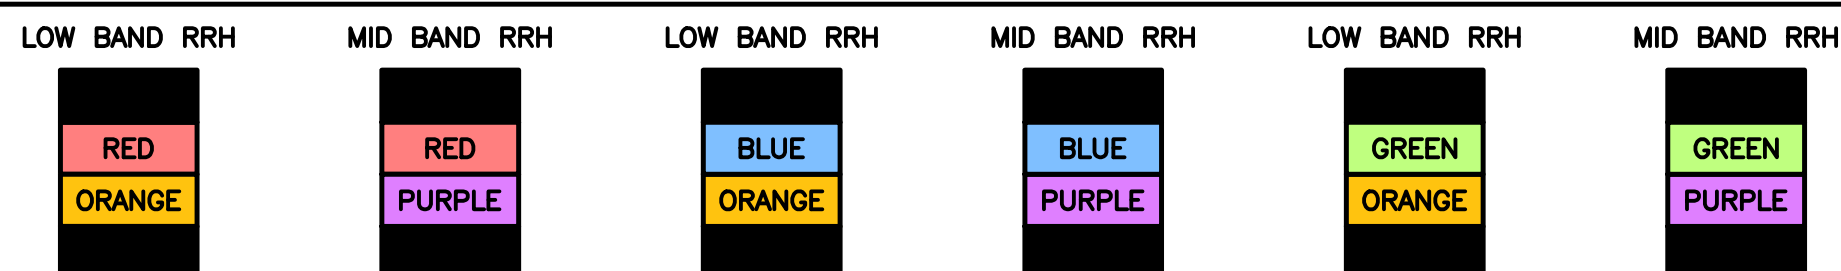 LOW BAND RRH MID BAND RRH LOW BAND RRH MID BAND RRH LOW BAND RRH MID BAND RRH
RED RED BLUE BLUE GREEN GREEN
ORANGE PURPLE ORANGE PURPLE ORANGE PURPLE